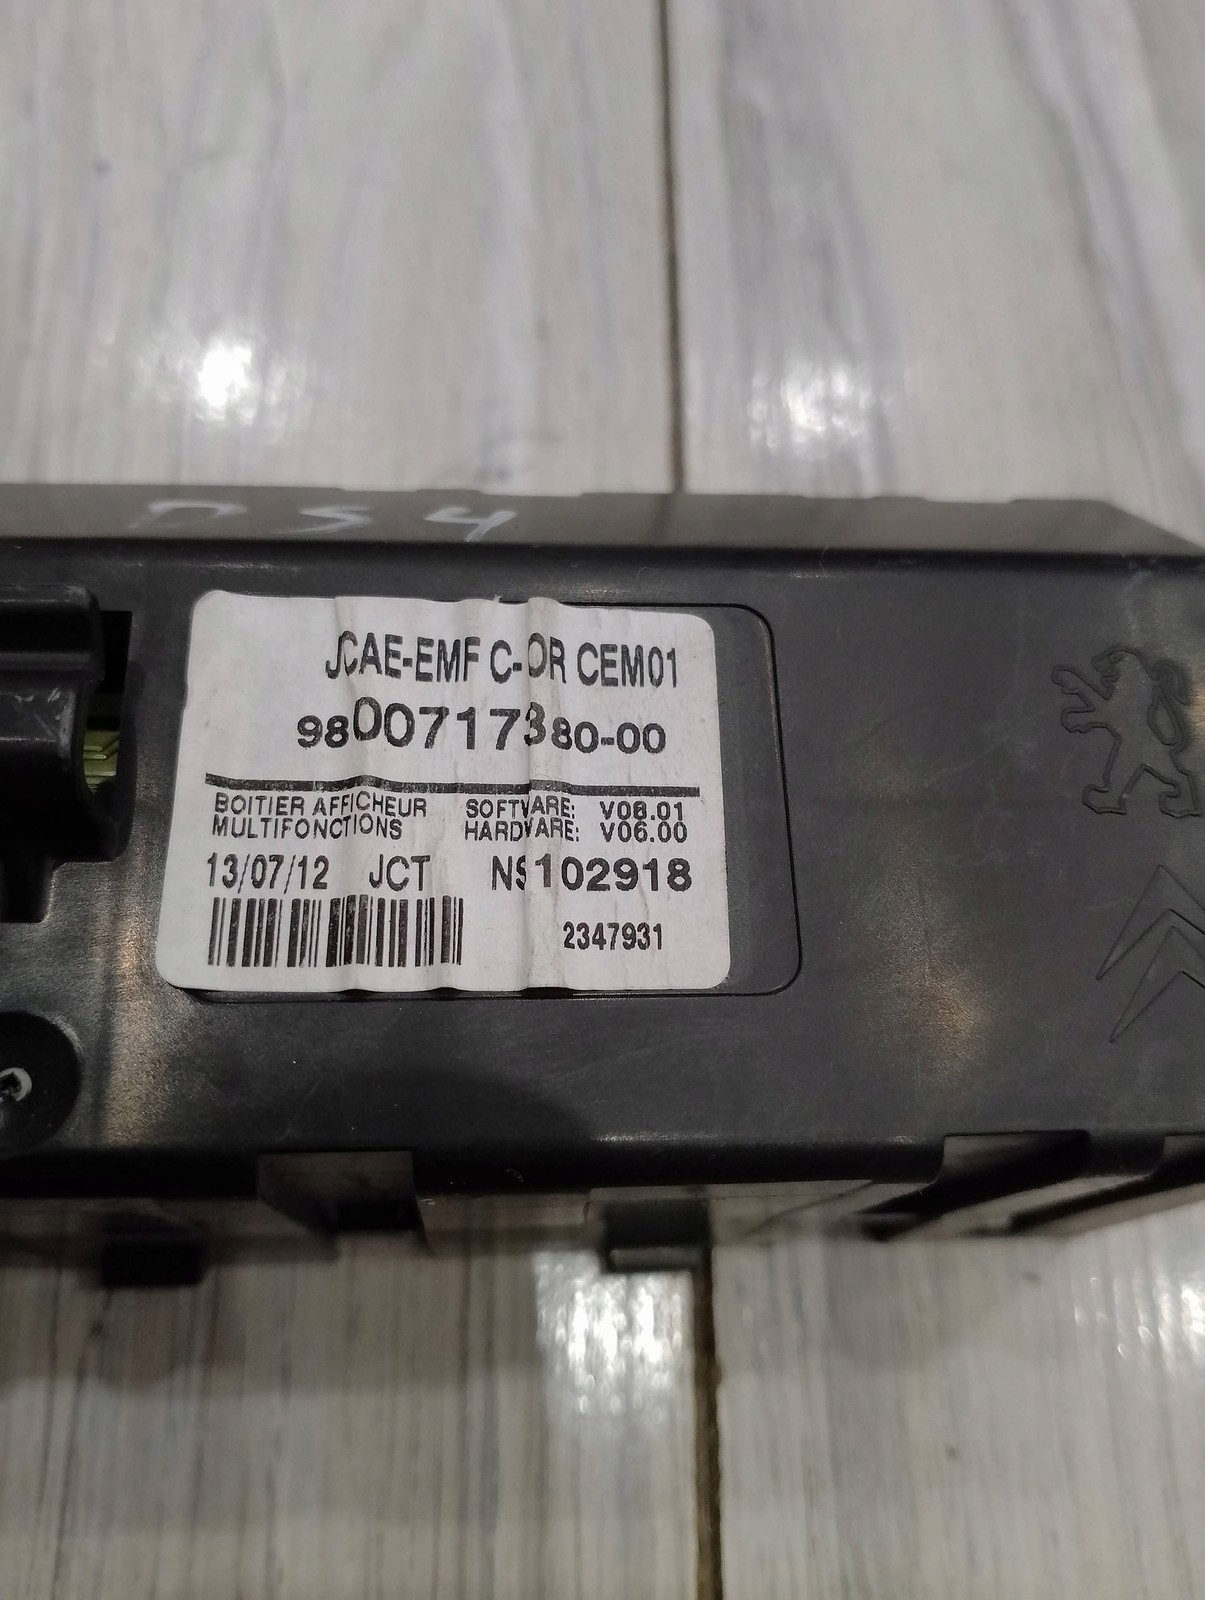 DS4
JCAE-EMF C-OR CEM01
9800717380-00
BOITIER AFFICHEUR SOFTWARE: V08.01
MULTIFONCTIONS HARDWARE: V06.00
13/07/12 JCT NS102918
2347931